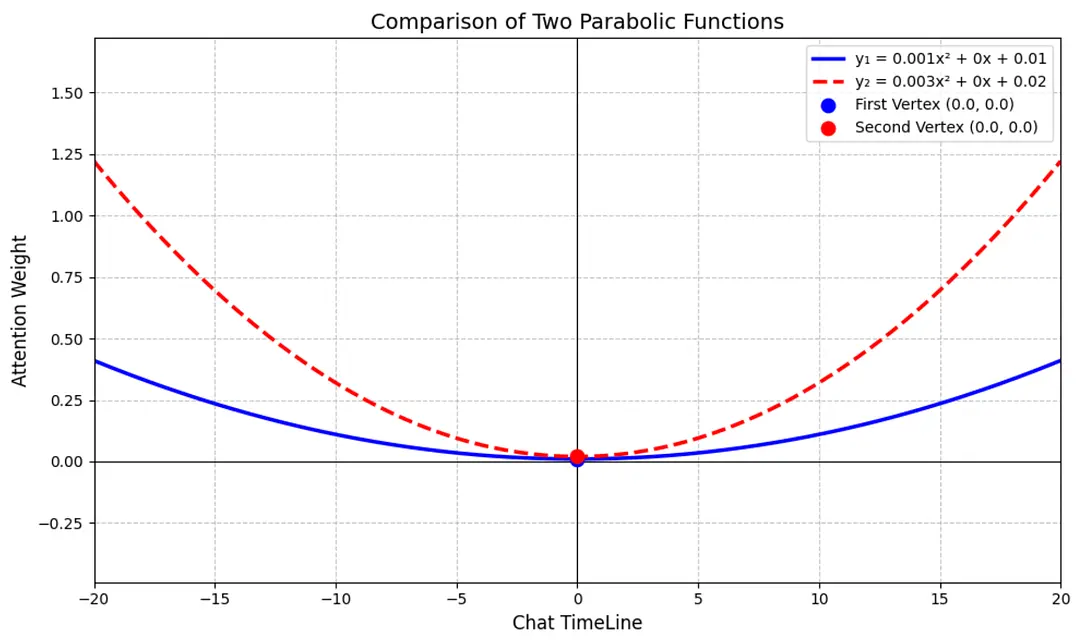 Comparison of Two Parabolic Functions
y₁ = 0.001x² + 0x + 0.01
y₂ = 0.003x² + 0x + 0.02
First Vertex (0.0, 0.0)
Second Vertex (0.0, 0.0)
1.50
1.25
1.00
0.75
0.50
0.25
0.00
−0.25
Attention Weight
−20 −15 −10 −5 0 5 10 15 20
Chat TimeLine